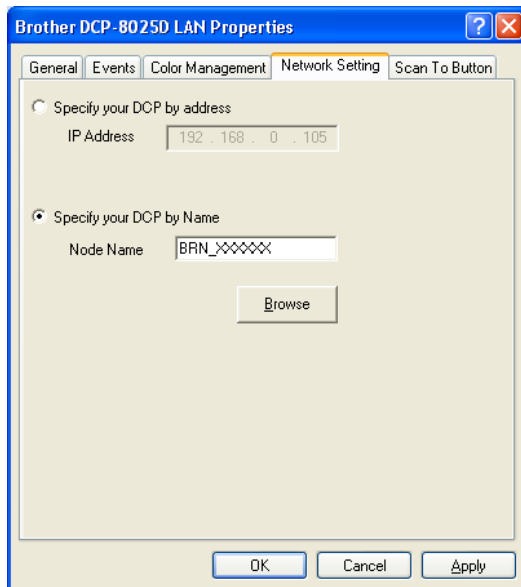 Brother DCP-8025D LAN Properties
General Events Color Management Network Setting Scan To Button
Specify your DCP by address
IP Address 192 . 168 . 0 . 105
Specify your DCP by Name
Node Name BRN_XXXXXX
Browse
OK Cancel Apply